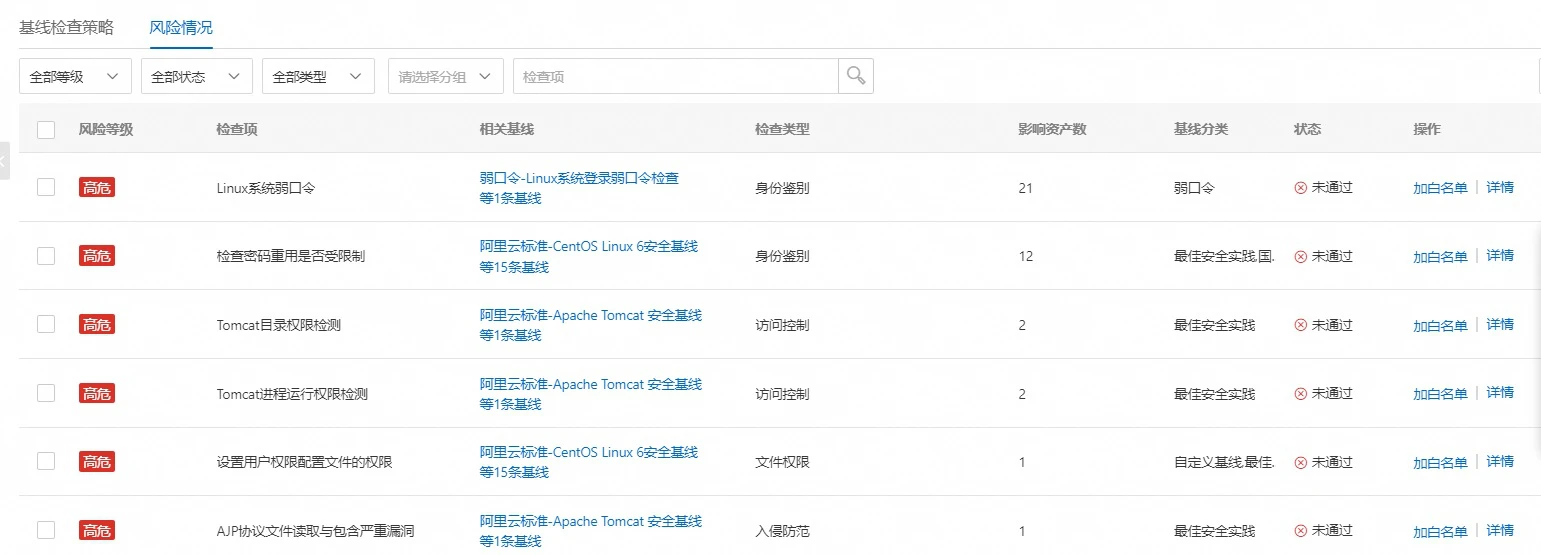 基线检查策略 风险情况
全部等级 全部状态 全部类型 请选择分组 检查项
风险等级 检查项 相关基线 检查类型 影响资产数 基线分类 状态 操作
高危 Linux系统弱口令 弱口令-Linux系统登录弱口令检查 身份鉴别 21 弱口令 未通过 加白名单 详情
等1条基线
高危 检查密码重用是否受限制 阿里云标准-CentOS Linux 6安全基线 身份鉴别 12 最佳安全实践,国. 未通过 加白名单 详情
等15条基线
高危 Tomcat目录权限检测 阿里云标准-Apache Tomcat 安全基线 访问控制 2 最佳安全实践 未通过 加白名单 详情
等1条基线
高危 Tomcat进程运行权限检测 阿里云标准-Apache Tomcat 安全基线 访问控制 2 最佳安全实践 未通过 加白名单 详情
等1条基线
高危 设置用户权限配置文件的权限 阿里云标准-CentOS Linux 6安全基线 文件权限 1 自定义基线,最佳. 未通过 加白名单 详情
等15条基线
高危 AJP协议文件读取与包含严重漏洞 阿里云标准-Apache Tomcat 安全基线 入侵防范 1 最佳安全实践 未通过 加白名单 详情
等1条基线